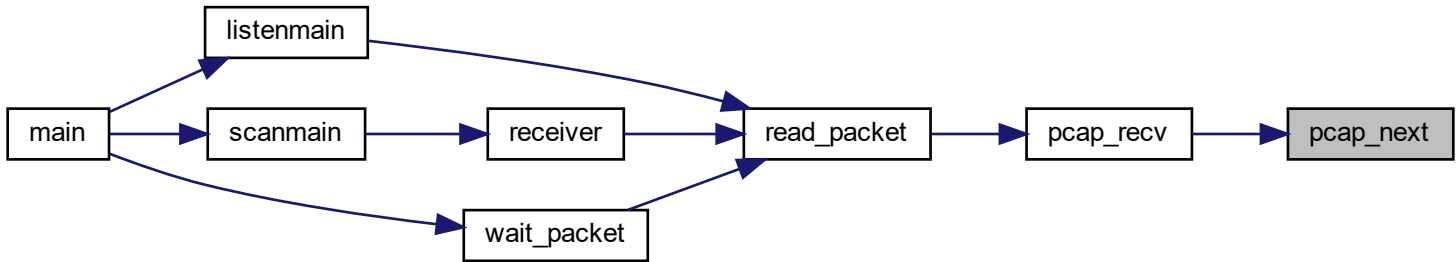 listenmain
main
scanmain
receiver
read_packet
pcap_recv
pcap_next
wait_packet